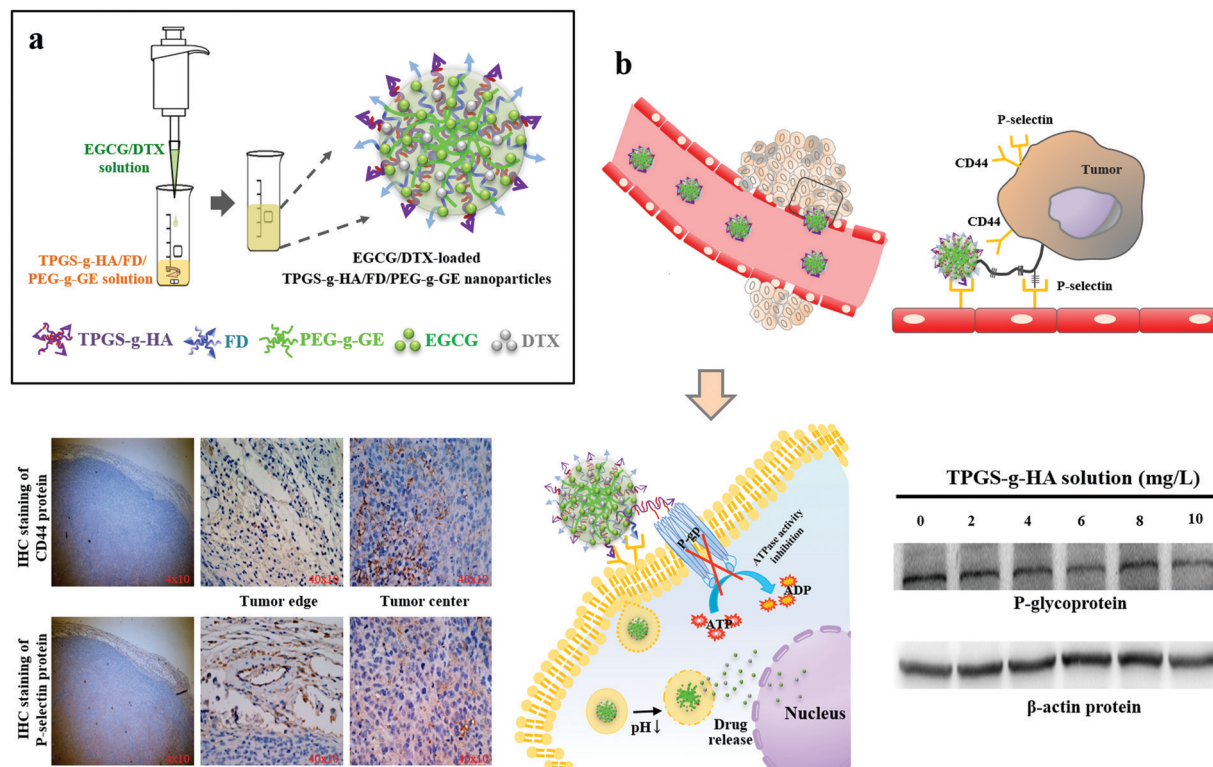 a
EGCG/DTX
solution
TPGS-g-HA/FD/
PEG-g-GE solution
EGCG/DTX-loaded
TPGS-g-HA/FD/PEG-g-GE nanoparticles
TPGS-g-HA
FD
PEG-g-GE
EGCG
DTX
b
P-selectin
CD44
Tumor
CD44
P-selectin
IHC staining of
CD44 protein
4x10
40x10
40x10
Tumor edge
Tumor center
IHC staining of
P-selectin protein
4x10
40x10
40x10
P-gp
ATPase activity
inhibition
ADP
ATP
pH↓
Drug
release
Nucleus
TPGS-g-HA solution (mg/L)
0 2 4 6 8 10
P-glycoprotein
β-actin protein